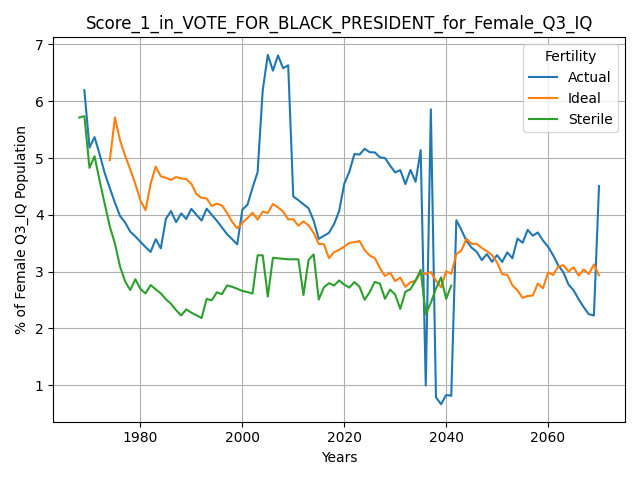 Score_1_in_VOTE_FOR_BLACK_PRESIDENT_for_Female_Q3_IQ
7
6
5
4
3
2
1
% of Female Q3_IQ Population
Fertility
Actual
Ideal
Sterile
1980 2000 2020 2040 2060
Years